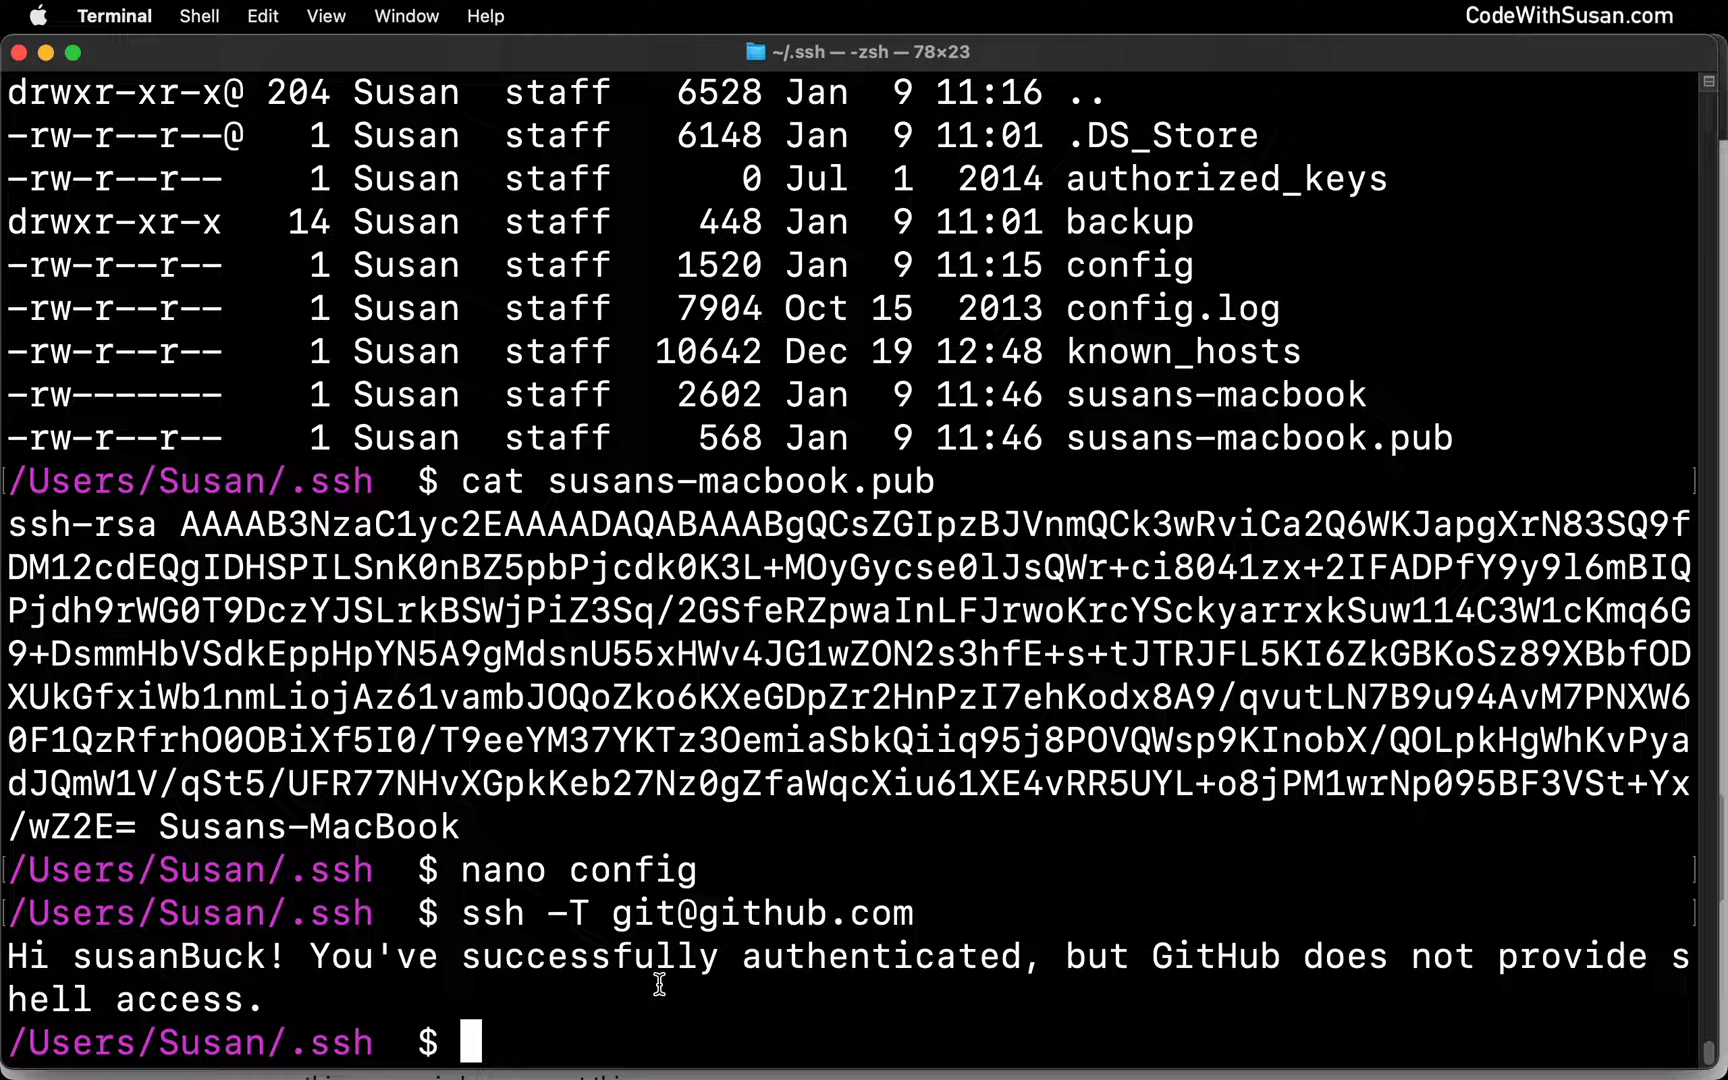 Terminal Shell Edit View Window Help CodeWithSusan.com
~/.ssh — -zsh — 78×23
drwxr-xr-x@ 204 Susan  staff   6528 Jan  9 11:16 ..
-rw-r--r--@   1 Susan  staff   6148 Jan  9 11:01 .DS_Store
-rw-r--r--    1 Susan  staff      0 Jul  1  2014 authorized_keys
drwxr-xr-x   14 Susan  staff    448 Jan  9 11:01 backup
-rw-r--r--    1 Susan  staff   1520 Jan  9 11:15 config
-rw-r--r--    1 Susan  staff   7904 Oct 15  2013 config.log
-rw-r--r--    1 Susan  staff  10642 Dec 19 12:48 known_hosts
-rw-------    1 Susan  staff   2602 Jan  9 11:46 susans-macbook
-rw-r--r--    1 Susan  staff    568 Jan  9 11:46 susans-macbook.pub
/Users/Susan/.ssh  $ cat susans-macbook.pub
ssh-rsa AAAAB3NzaC1yc2EAAAADAQABAAABgQCsZGIpzBJVnmQCk3wRviCa2Q6WKJapgXrN83SQ9f
DM12cdEQgIDHSPILSnK0nBZ5pbPjcdk0K3L+MOyGycse0lJsQWr+ci8041zx+2IFADPfY9y9l6mBIQ
Pjdh9rWG0T9DczYJSLrkBSWjPiZ3Sq/2GSfeRZpwaInLFJrwoKrcYSckyarrxkSuw114C3W1cKmq6G
9+DsmmHbVSdkEppHpYN5A9gMdsnU55xHWv4JG1wZON2s3hfE+s+tJTRJFL5KI6ZkGBKoSz89XBbfOD
XUkGfxiWb1nmLiojAz61vambJOQoZko6KXeGDpZr2HnPzI7ehKodx8A9/qvutLN7B9u94AvM7PNXW6
0F1QzRfrhO0OBiXf5I0/T9eeYM37YKTz3OemiaSbkQiiq95j8POVQWsp9KInobX/QOLpkHgWhKvPya
dJQmW1V/qSt5/UFR77NHvXGpkKeb27Nz0gZfaWqcXiu61XE4vRR5UYL+o8jPM1wrNp095BF3VSt+Yx
/wZ2E= Susans-MacBook
/Users/Susan/.ssh  $ nano config
/Users/Susan/.ssh  $ ssh -T git@github.com
Hi susanBuck! You've successfully authenticated, but GitHub does not provide s
hell access.
/Users/Susan/.ssh  $